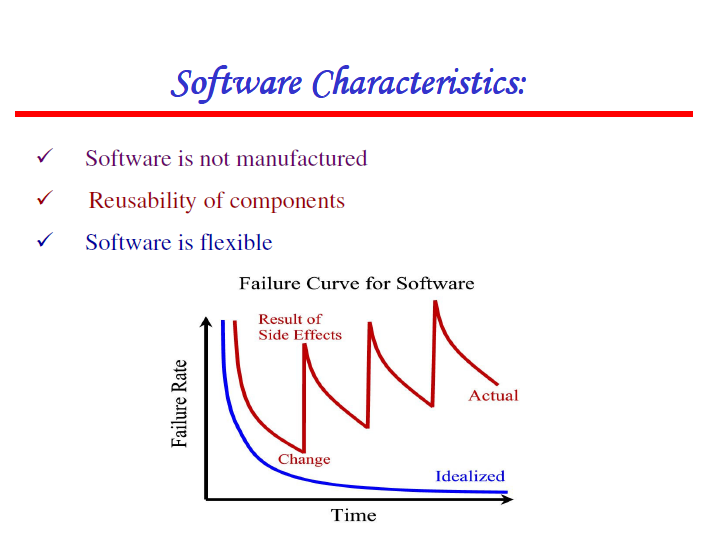 Software Characteristics:
✓ Software is not manufactured
✓ Reusability of components
✓ Software is flexible
Failure Curve for Software
Result of
Side Effects
Failure Rate
Actual
Change
Idealized
Time